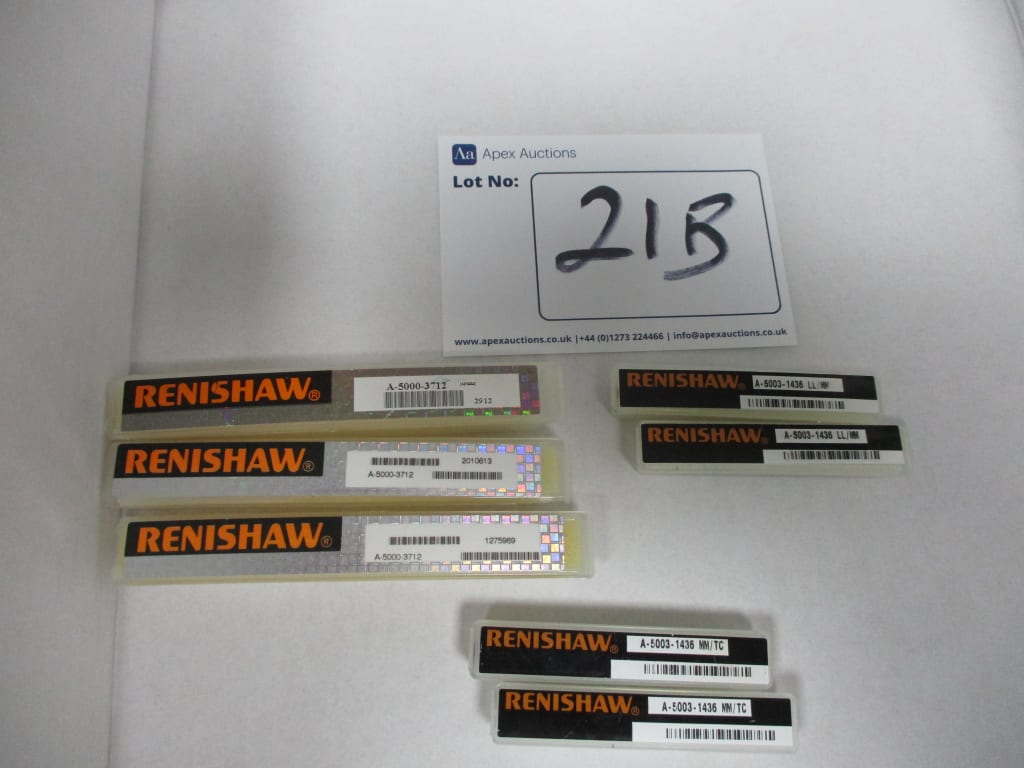 Aa Apex Auctions
Lot No:
21B
www.apexauctions.co.uk | +44 (0)1273 224466 | info@apexauctions.co.uk
RENISHAW®
A-5000-3712
2912
RENISHAW®
2010613
A-5000-3712
RENISHAW®
1275969
A-5000-3712
RENISHAW® A-5003-1436 LL/MM
RENISHAW® A-5003-1436 LL/MM
RENISHAW® A-5003-1436 MM/TC
RENISHAW® A-5003-1436 MM/TC